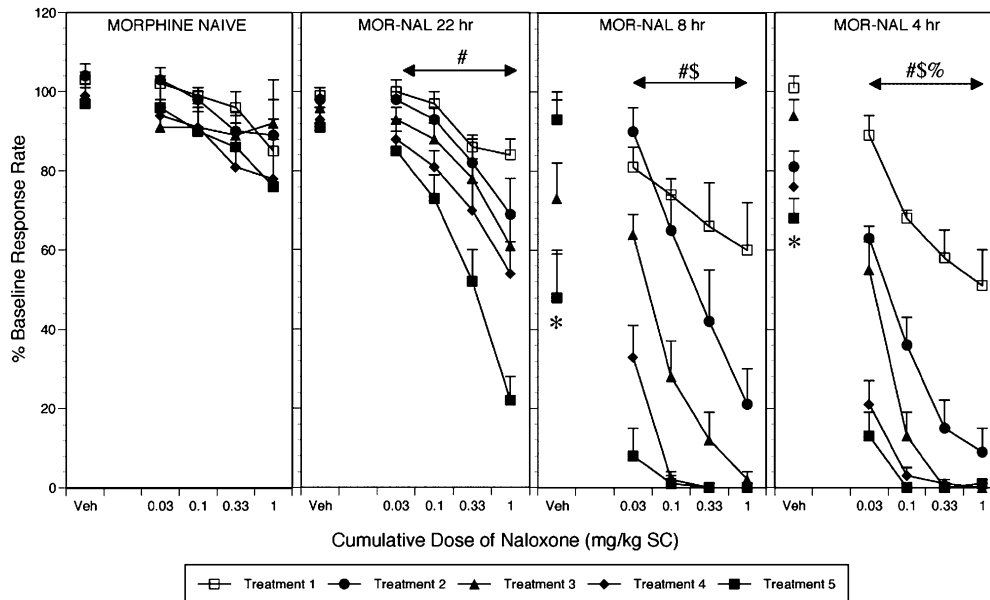 MORPHINE NAIVE
MOR-NAL 22 hr
MOR-NAL 8 hr
MOR-NAL 4 hr
#
#$
#$%
120
100
80
60
40
20
0
% Baseline Response Rate
*
*
Veh 0.03 0.1 0.33 1
Veh 0.03 0.1 0.33 1
Veh 0.03 0.1 0.33 1
Veh 0.03 0.1 0.33 1
Cumulative Dose of Naloxone (mg/kg SC)
Treatment 1 Treatment 2 Treatment 3 Treatment 4 Treatment 5